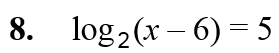 8. log₂(x – 6) = 5